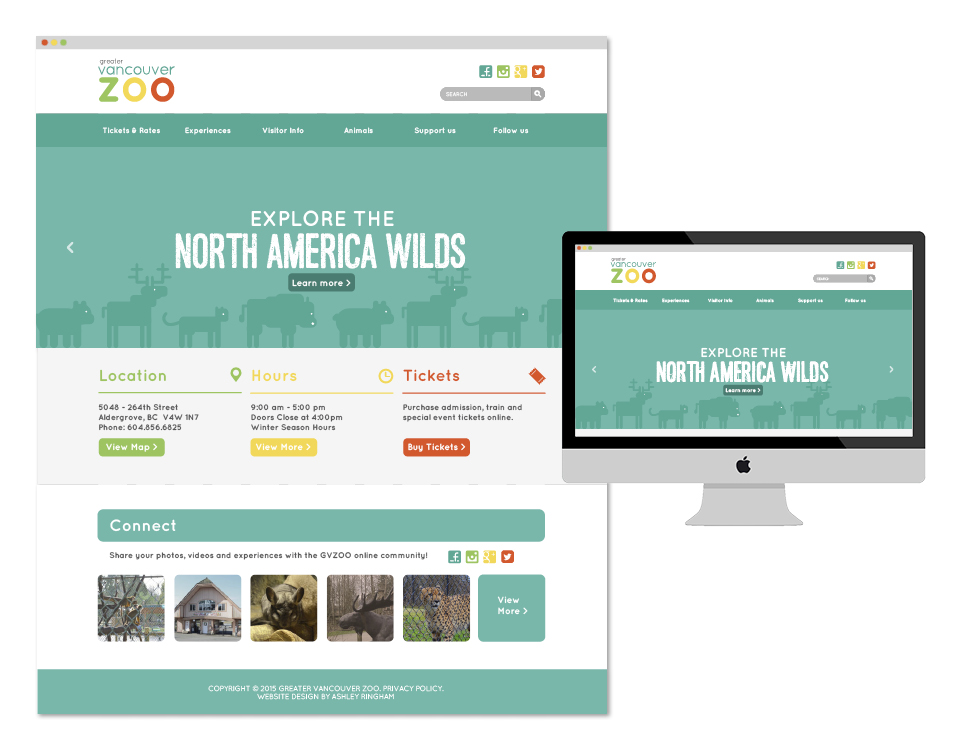 greater
vancouver
ZOO
SEARCH
Tickets & Rates Experiences Visitor Info Animals Support us Follow us
EXPLORE THE
NORTH AMERICA WILDS
Learn more >
Location
5048 - 264th Street
Aldergrove, BC V4W 1N7
Phone: 604.856.6825
View Map >
Hours
9:00 am - 5:00 pm
Doors Close at 4:00pm
Winter Season Hours
View More >
Tickets
Purchase admission, train and
special event tickets online.
Buy Tickets >
Connect
Share your photos, videos and experiences with the GVZOO online community!
View
More >
COPYRIGHT © 2015 GREATER VANCOUVER ZOO. PRIVACY POLICY.
WEBSITE DESIGN BY ASHLEY RINGHAM
greater
vancouver
ZOO
SEARCH
Tickets & Rates Experiences Visitor Info Animals Support us Follow us
EXPLORE THE
NORTH AMERICA WILDS
Learn more >